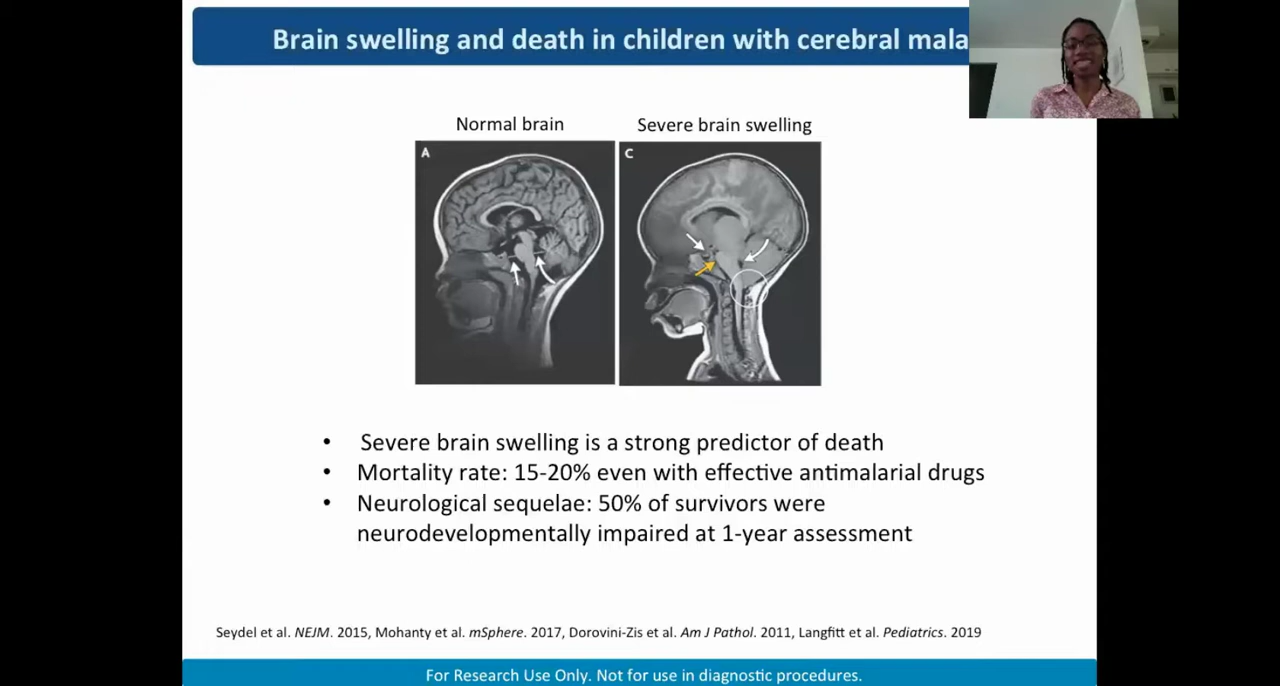 Brain swelling and death in children with cerebral mala
Normal brain
Severe brain swelling
A
C
• Severe brain swelling is a strong predictor of death
• Mortality rate: 15-20% even with effective antimalarial drugs
• Neurological sequelae: 50% of survivors were
neurodevelopmentally impaired at 1-year assessment
Seydel et al. NEJM. 2015, Mohanty et al. mSphere. 2017, Dorovini-Zis et al. Am J Pathol. 2011, Langfitt et al. Pediatrics. 2019
For Research Use Only. Not for use in diagnostic procedures.